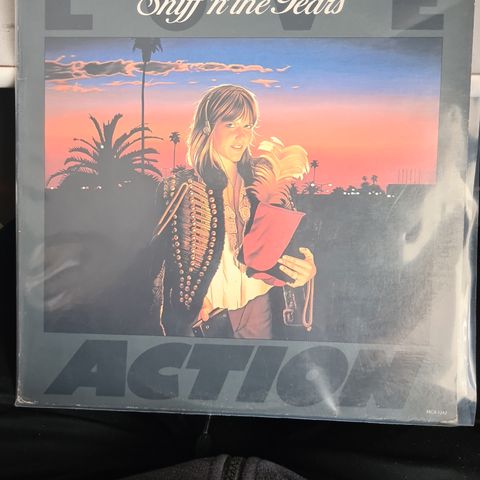 Sniff 'n' the Tears
LOVE
ACTION